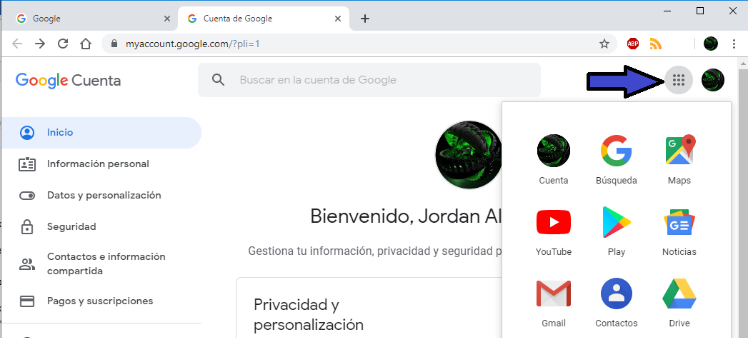 Google
Cuenta de Google
myaccount.google.com/?pli=1
ABP
Google Cuenta
Buscar en la cuenta de Google
Inicio
Información personal
Datos y personalización
Seguridad
Contactos e información
compartida
Pagos y suscripciones
Bienvenido, Jordan Al
Gestiona tu información, privacidad y seguridad p
Privacidad y
personalización
Cuenta
Búsqueda
Maps
YouTube
Play
Noticias
Gmail
Contactos
Drive